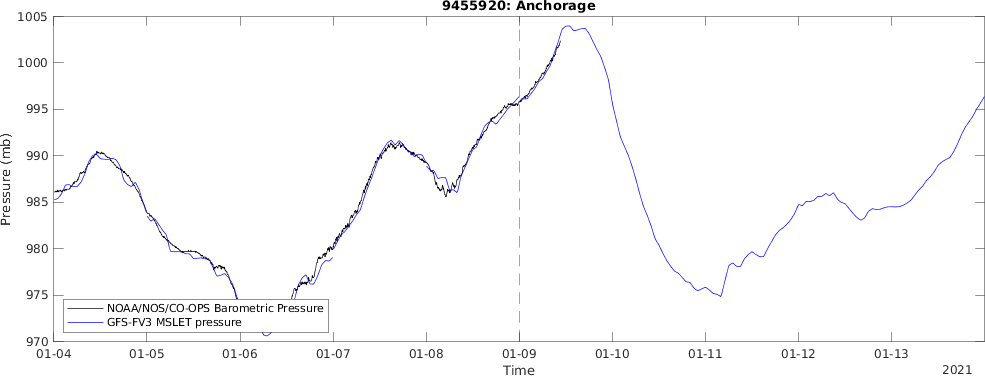 9455920: Anchorage
1005
1000
995
990
985
980
975
970
Pressure (mb)
NOAA/NOS/CO-OPS Barometric Pressure
GFS-FV3 MSLET pressure
01-04 01-05 01-06 01-07 01-08 01-09 01-10 01-11 01-12 01-13
Time
2021